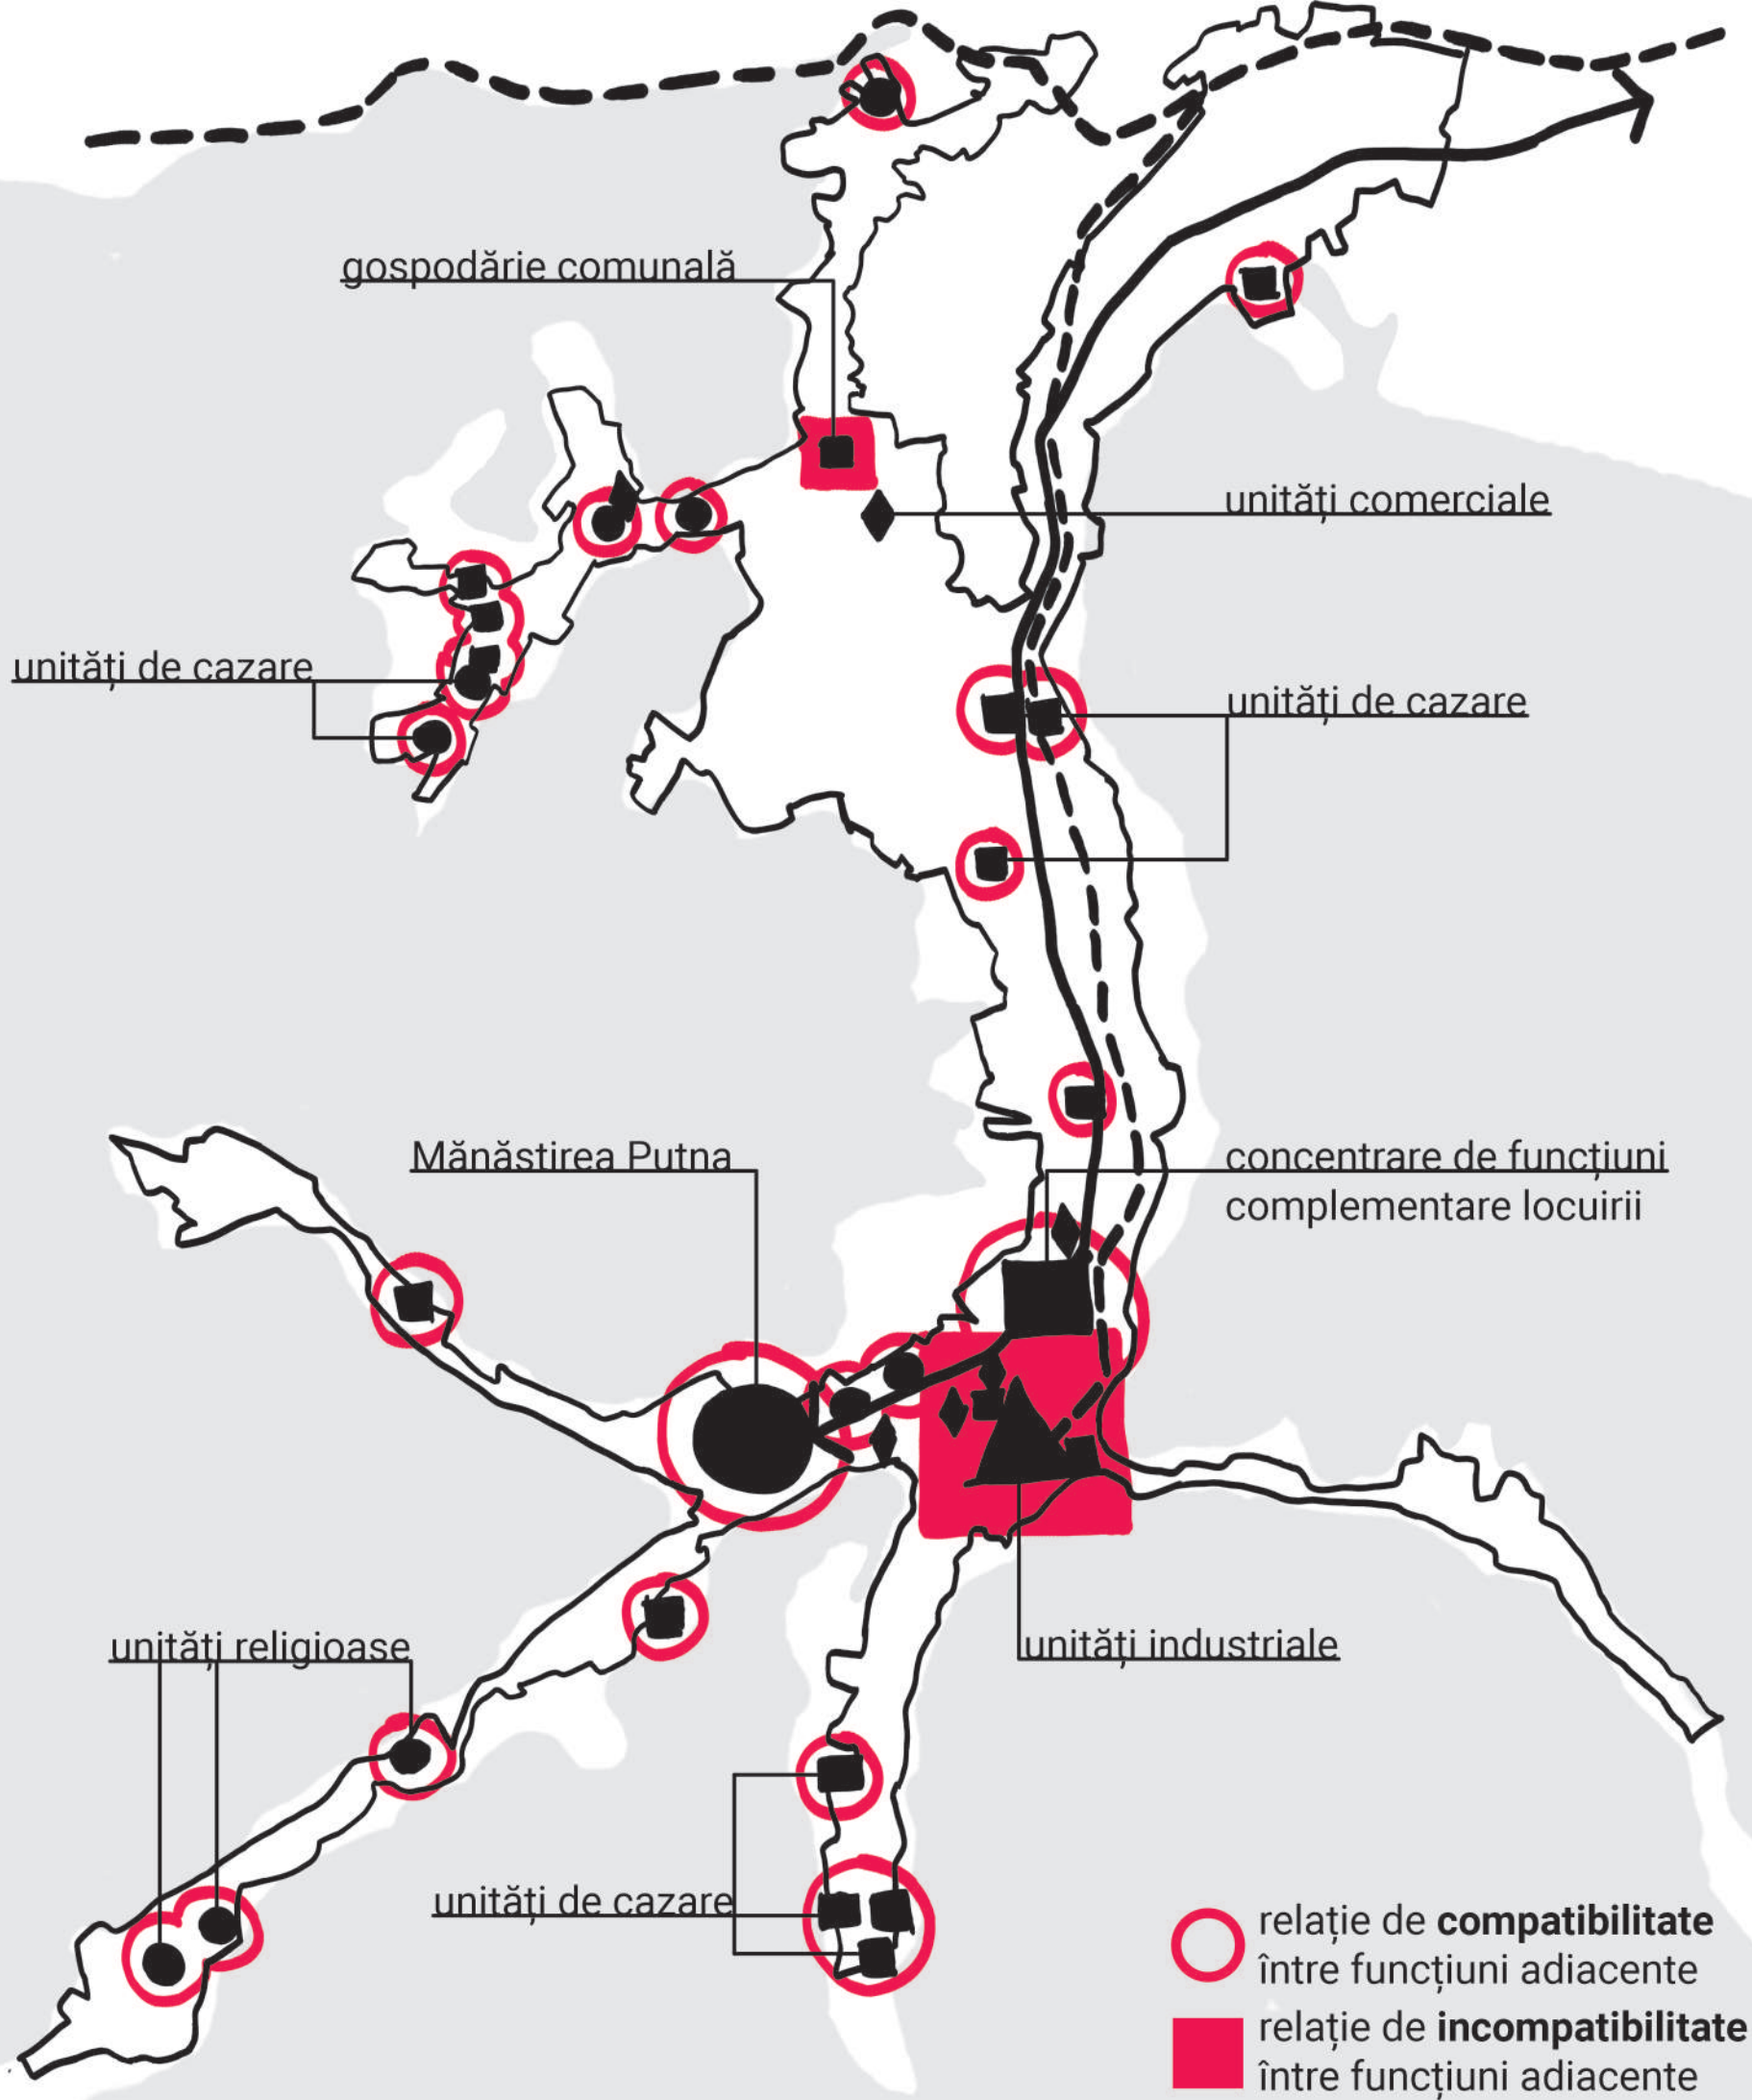 gospodărie comunală
unități comerciale
unități de cazare
unități de cazare
Mănăstirea Putna
concentrare de funcțiuni
complementare locuirii
unități religioase
unități industriale
unități de cazare
relație de compatibilitate
între funcțiuni adiacente
relație de incompatibilitate
între funcțiuni adiacente